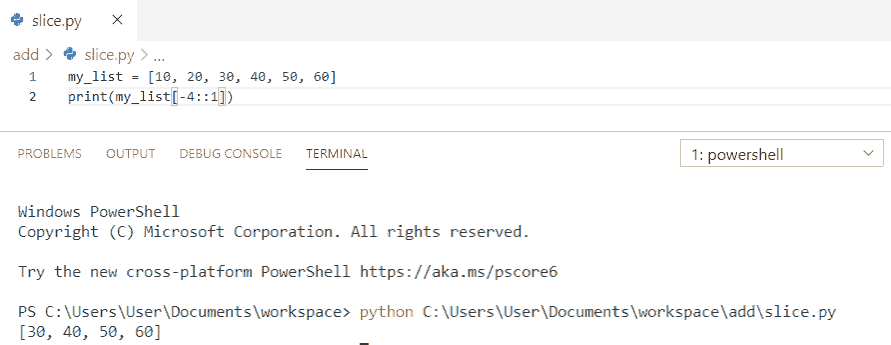 slice.py ×
add > slice.py > ...
1 my_list = [10, 20, 30, 40, 50, 60]
2 print(my_list[-4::1])
PROBLEMS OUTPUT DEBUG CONSOLE TERMINAL 1: powershell
Windows PowerShell
Copyright (C) Microsoft Corporation. All rights reserved.
Try the new cross-platform PowerShell https://aka.ms/pscore6
PS C:\Users\User\Documents\workspace> python C:\Users\User\Documents\workspace\add\slice.py
[30, 40, 50, 60]